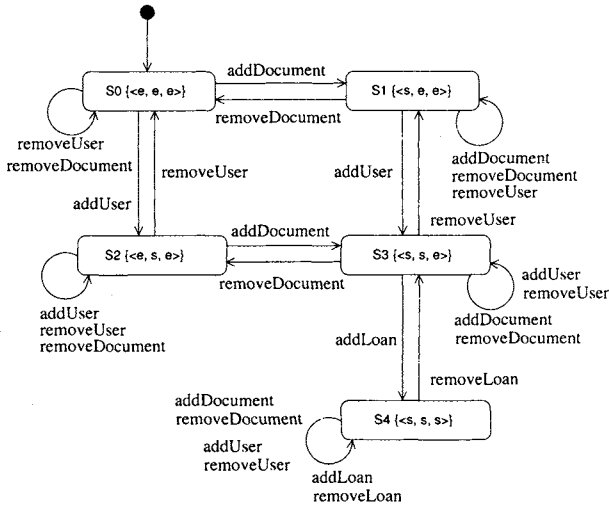 addDocument
S0 {<e, e, e>}
S1 {<s, e, e>}
removeDocument
removeUser
removeDocument
removeUser
addUser
addUser
addDocument
removeDocument
removeUser
removeUser
addDocument
S2 {<e, s, e>}
S3 {<s, s, e>}
removeDocument
addUser
removeUser
removeDocument
addUser
removeUser
addDocument
removeDocument
addLoan
removeLoan
addDocument
removeDocument
S4 {<s, s, s>}
addUser
removeUser
addLoan
removeLoan